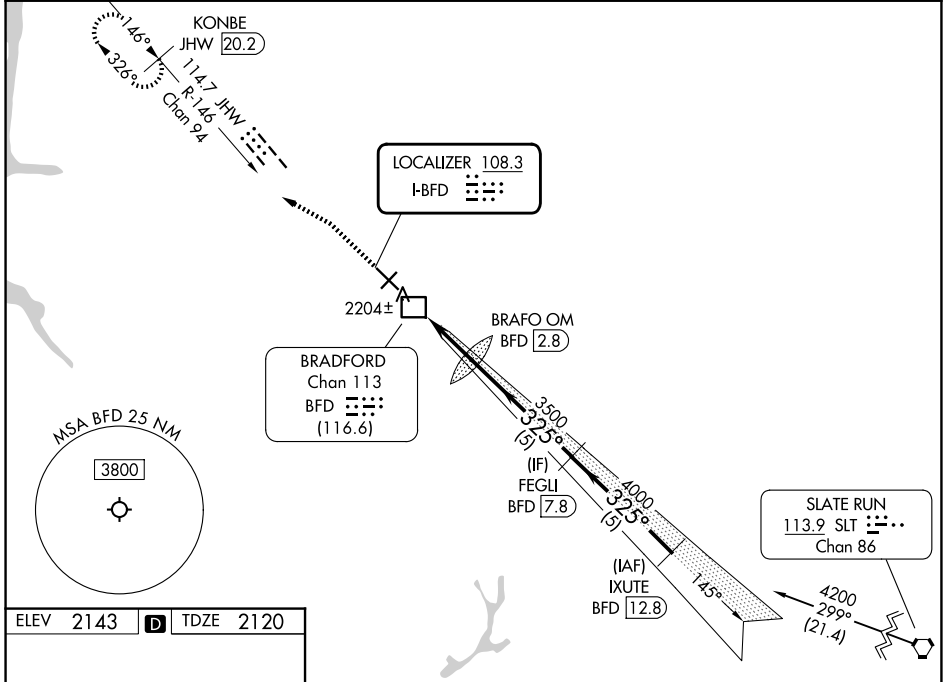 KONBE
JHW 20.2
146°
326°
114.7 JHW
R-146
Chan 94
LOCALIZER 108.3
I-BFD
2204±
BRADFORD
Chan 113
BFD
(116.6)
BRAFO OM
BFD 2.8
3500
325°
(5)
(IF)
FEGLI
BFD 7.8
4000
325°
(5)
(IAF)
IXUTE
BFD 12.8
145°
SLATE RUN
113.9 SLT
Chan 86
4200
299°
(21.4)
MSA BFD 25 NM
3800
ELEV 2143 D TDZE 2120